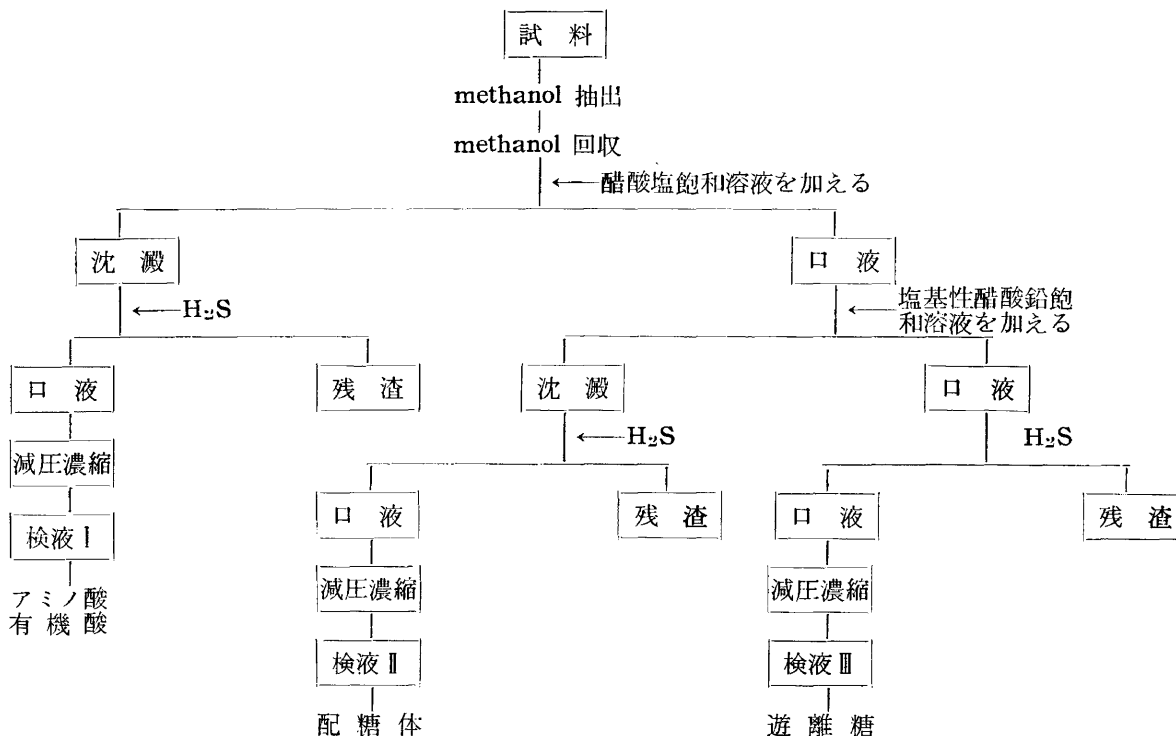 試料
methanol 抽出
methanol 回収
←醋酸塩飽和溶液を加える
沈澱
口液
←H₂S
←塩基性醋酸鉛飽
和溶液を加える
口液
残渣
沈澱
口液
減圧濃縮
←H₂S
H₂S
検液 Ⅰ
口液
残渣
口液
残渣
アミノ酸
有機酸
減圧濃縮
減圧濃縮
検液 Ⅱ
検液 Ⅲ
配糖体
遊離糖